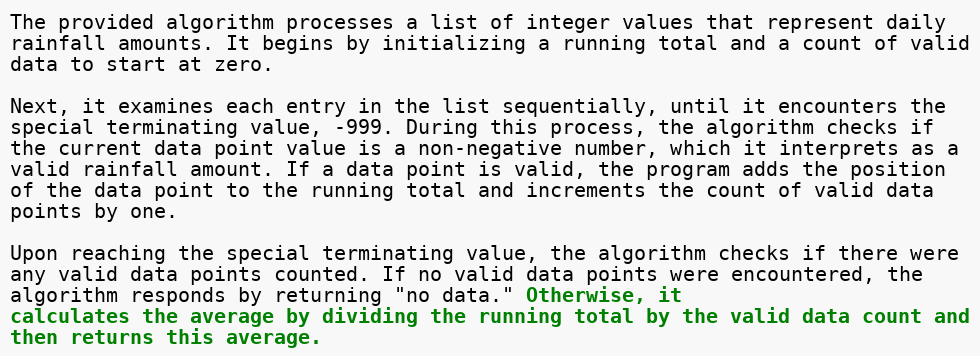 The provided algorithm processes a list of integer values that represent daily
rainfall amounts. It begins by initializing a running total and a count of valid
data to start at zero.
Next, it examines each entry in the list sequentially, until it encounters the
special terminating value, -999. During this process, the algorithm checks if
the current data point value is a non-negative number, which it interprets as a
valid rainfall amount. If a data point is valid, the program adds the position
of the data point to the running total and increments the count of valid data
points by one.
Upon reaching the special terminating value, the algorithm checks if there were
any valid data points counted. If no valid data points were encountered, the
algorithm responds by returning "no data." Otherwise, it
calculates the average by dividing the running total by the valid data count and
then returns this average.